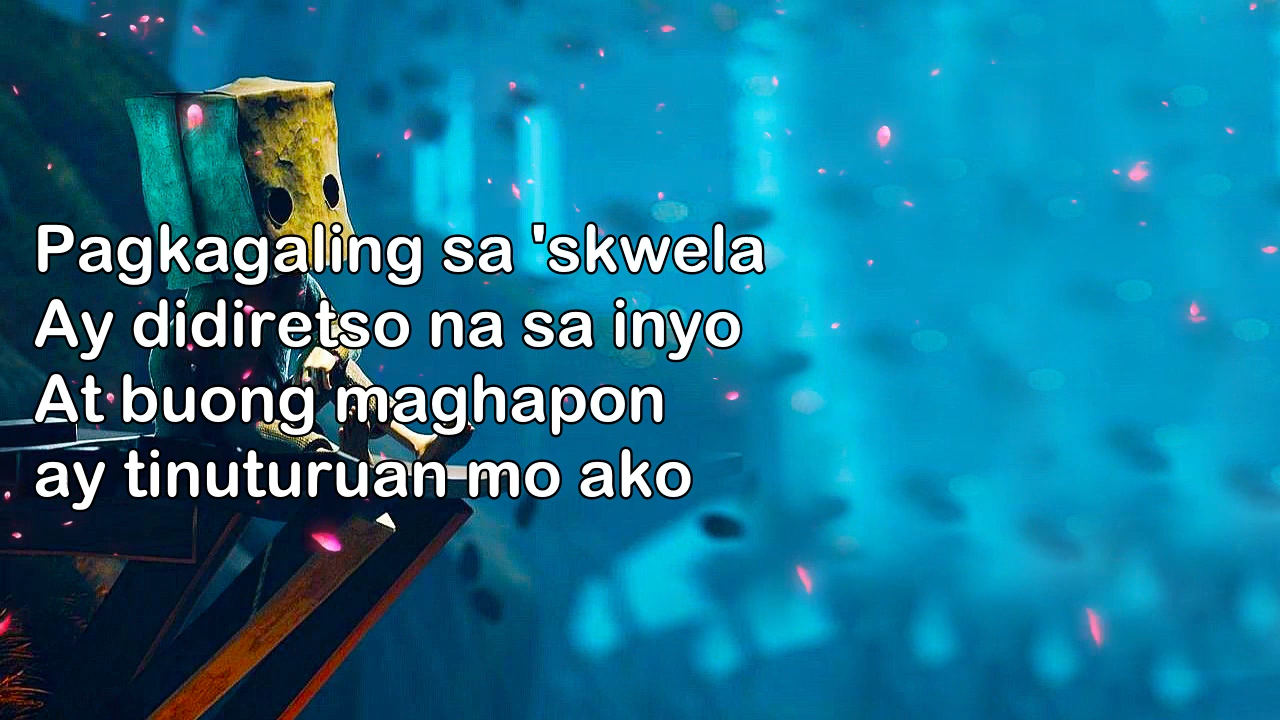 Pagkagaling sa 'skwela
Ay didiretso na sa inyo
At buong maghapon
ay tinuturuan mo ako